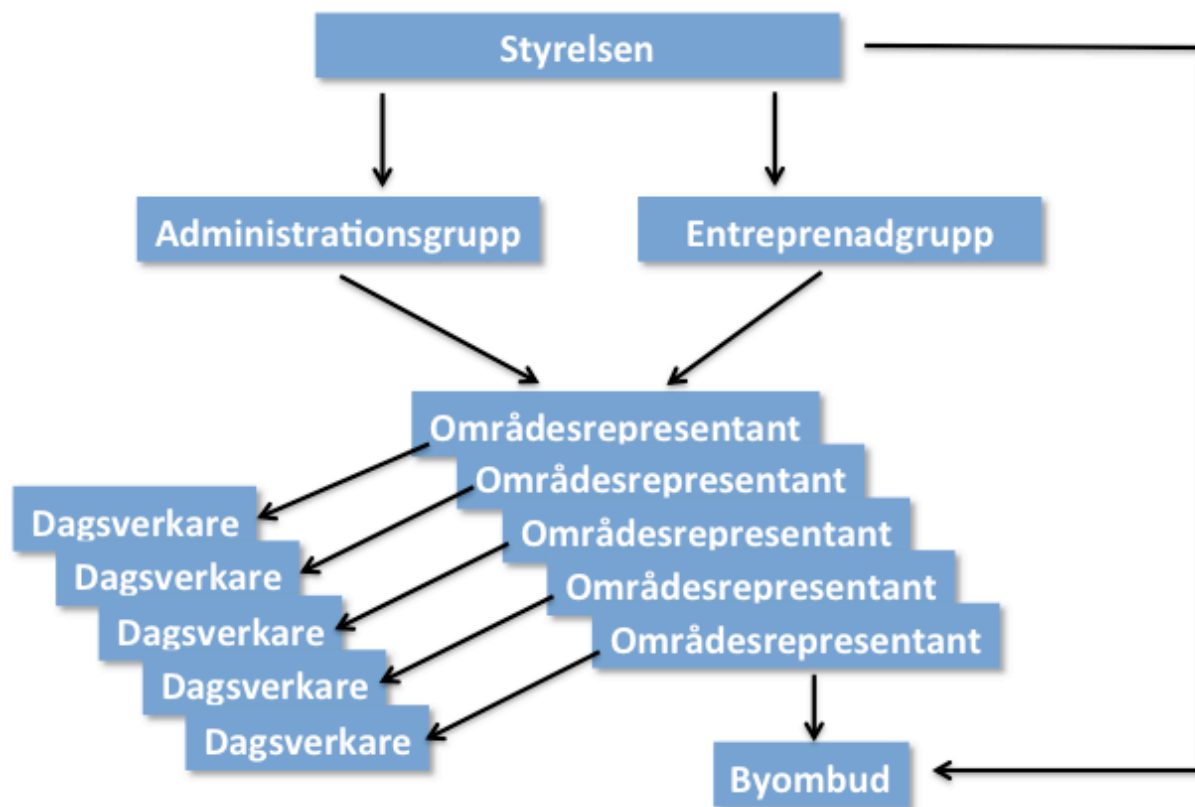 Styrelsen
Administrationsgrupp
Entreprenadgrupp
Områdesrepresentant
Områdesrepresentant
Områdesrepresentant
Områdesrepresentant
Områdesrepresentant
Dagsverkare
Dagsverkare
Dagsverkare
Dagsverkare
Dagsverkare
Byombud